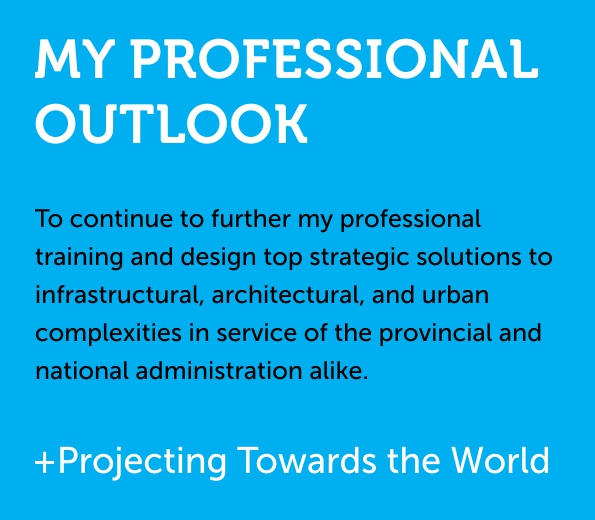 MY PROFESSIONAL
OUTLOOK
To continue to further my professional
training and design top strategic solutions to
infrastructural, architectural, and urban
complexities in service of the provincial and
national administration alike.
+Projecting Towards the World